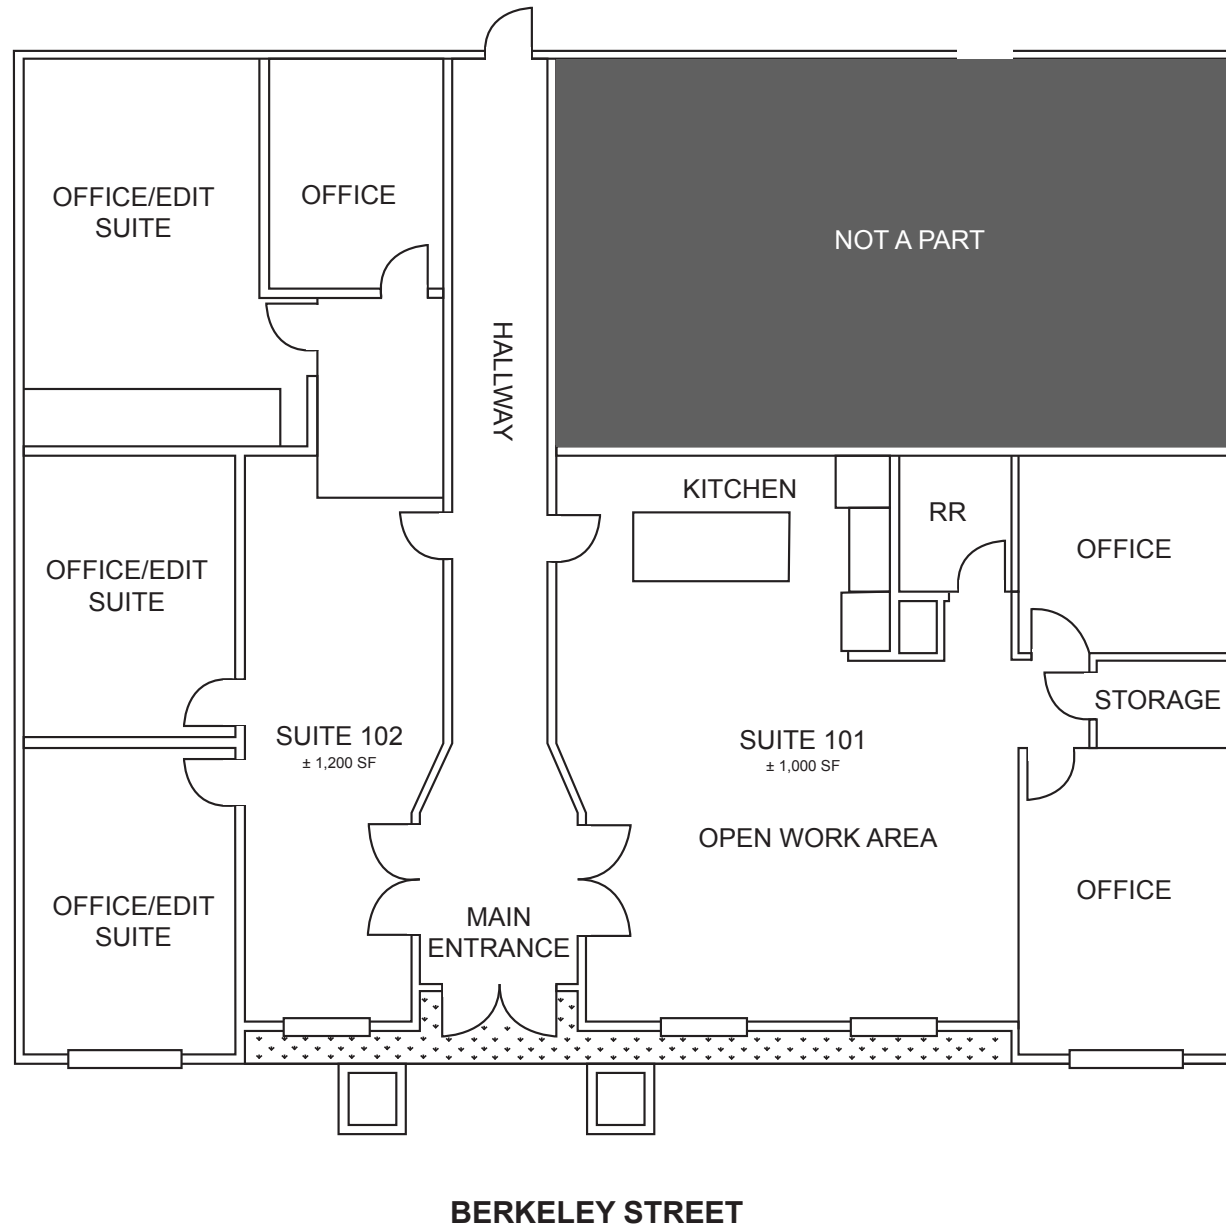 OFFICE/EDIT
SUITE
OFFICE
NOT A PART
HALLWAY
KITCHEN
RR
OFFICE
OFFICE/EDIT
SUITE
STORAGE
SUITE 102
± 1,200 SF
SUITE 101
± 1,000 SF
OPEN WORK AREA
OFFICE
OFFICE/EDIT
SUITE
MAIN
ENTRANCE
BERKELEY STREET